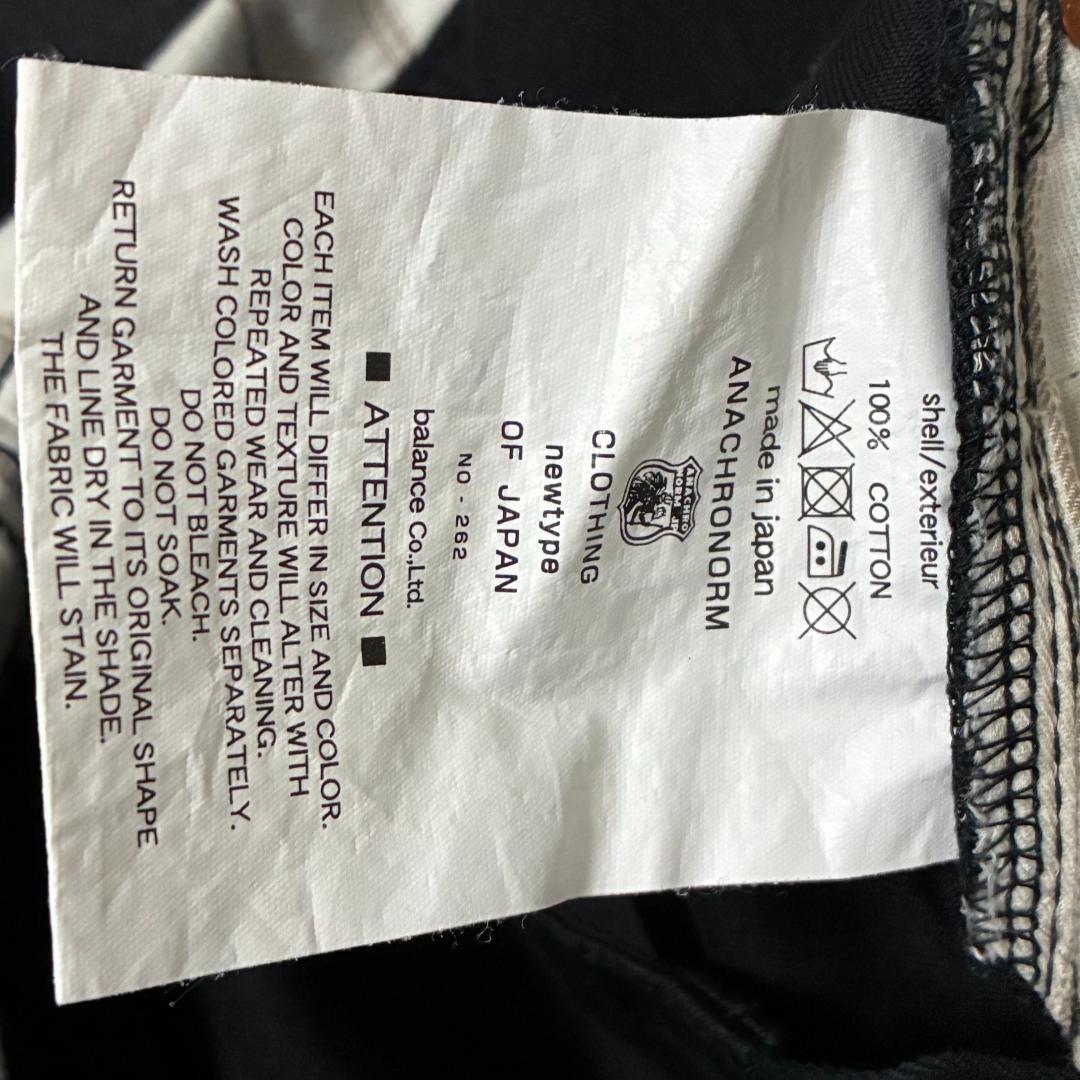 shell/exterieur
100% COTTON
made in japan
ANACHRONORM
ANACHRO
NORM
CLOTHING
newtype
OF JAPAN
NO - 262
balance Co.,Ltd.
■ ATTENTION ■
EACH ITEM WILL DIFFER IN SIZE AND COLOR.
COLOR AND TEXTURE WILL ALTER WITH
REPEATED WEAR AND CLEANING.
WASH COLORED GARMENTS SEPARATELY.
DO NOT BLEACH.
DO NOT SOAK.
RETURN GARMENT TO ITS ORIGINAL SHAPE
AND LINE DRY IN THE SHADE.
THE FABRIC WILL STAIN.